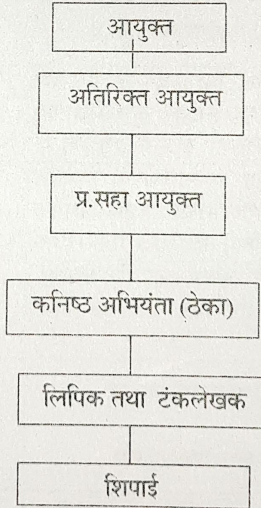 आयुक्त
अतिरिक्त आयुक्त
प्र.सहा आयुक्त
कनिष्ठ अभियंता (ठेका)
लिपिक तथा टंकलेखक
शिपाई